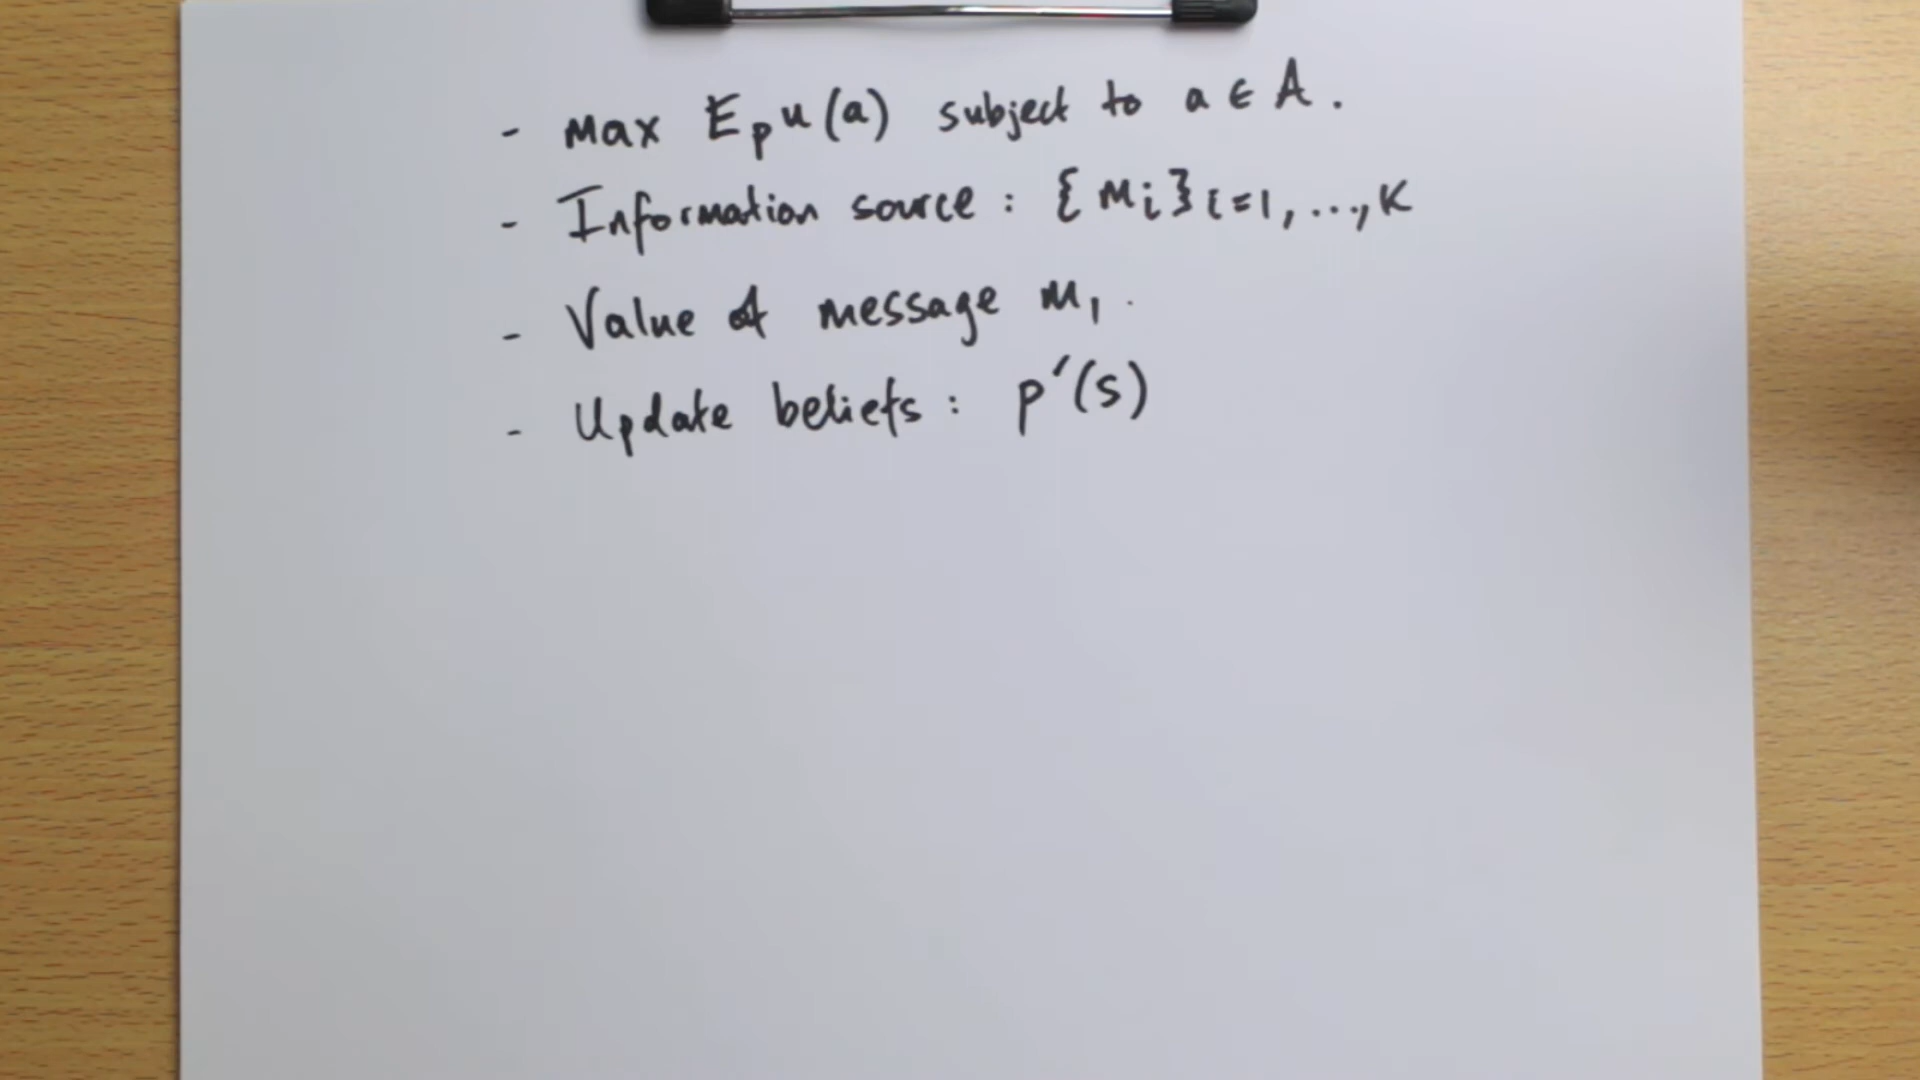 - Max E_p u(a) subject to a ∈ A.
- Information source: {m_i}_{i=1,...,K}
- Value of message m_1.
- Update beliefs: p'(s)